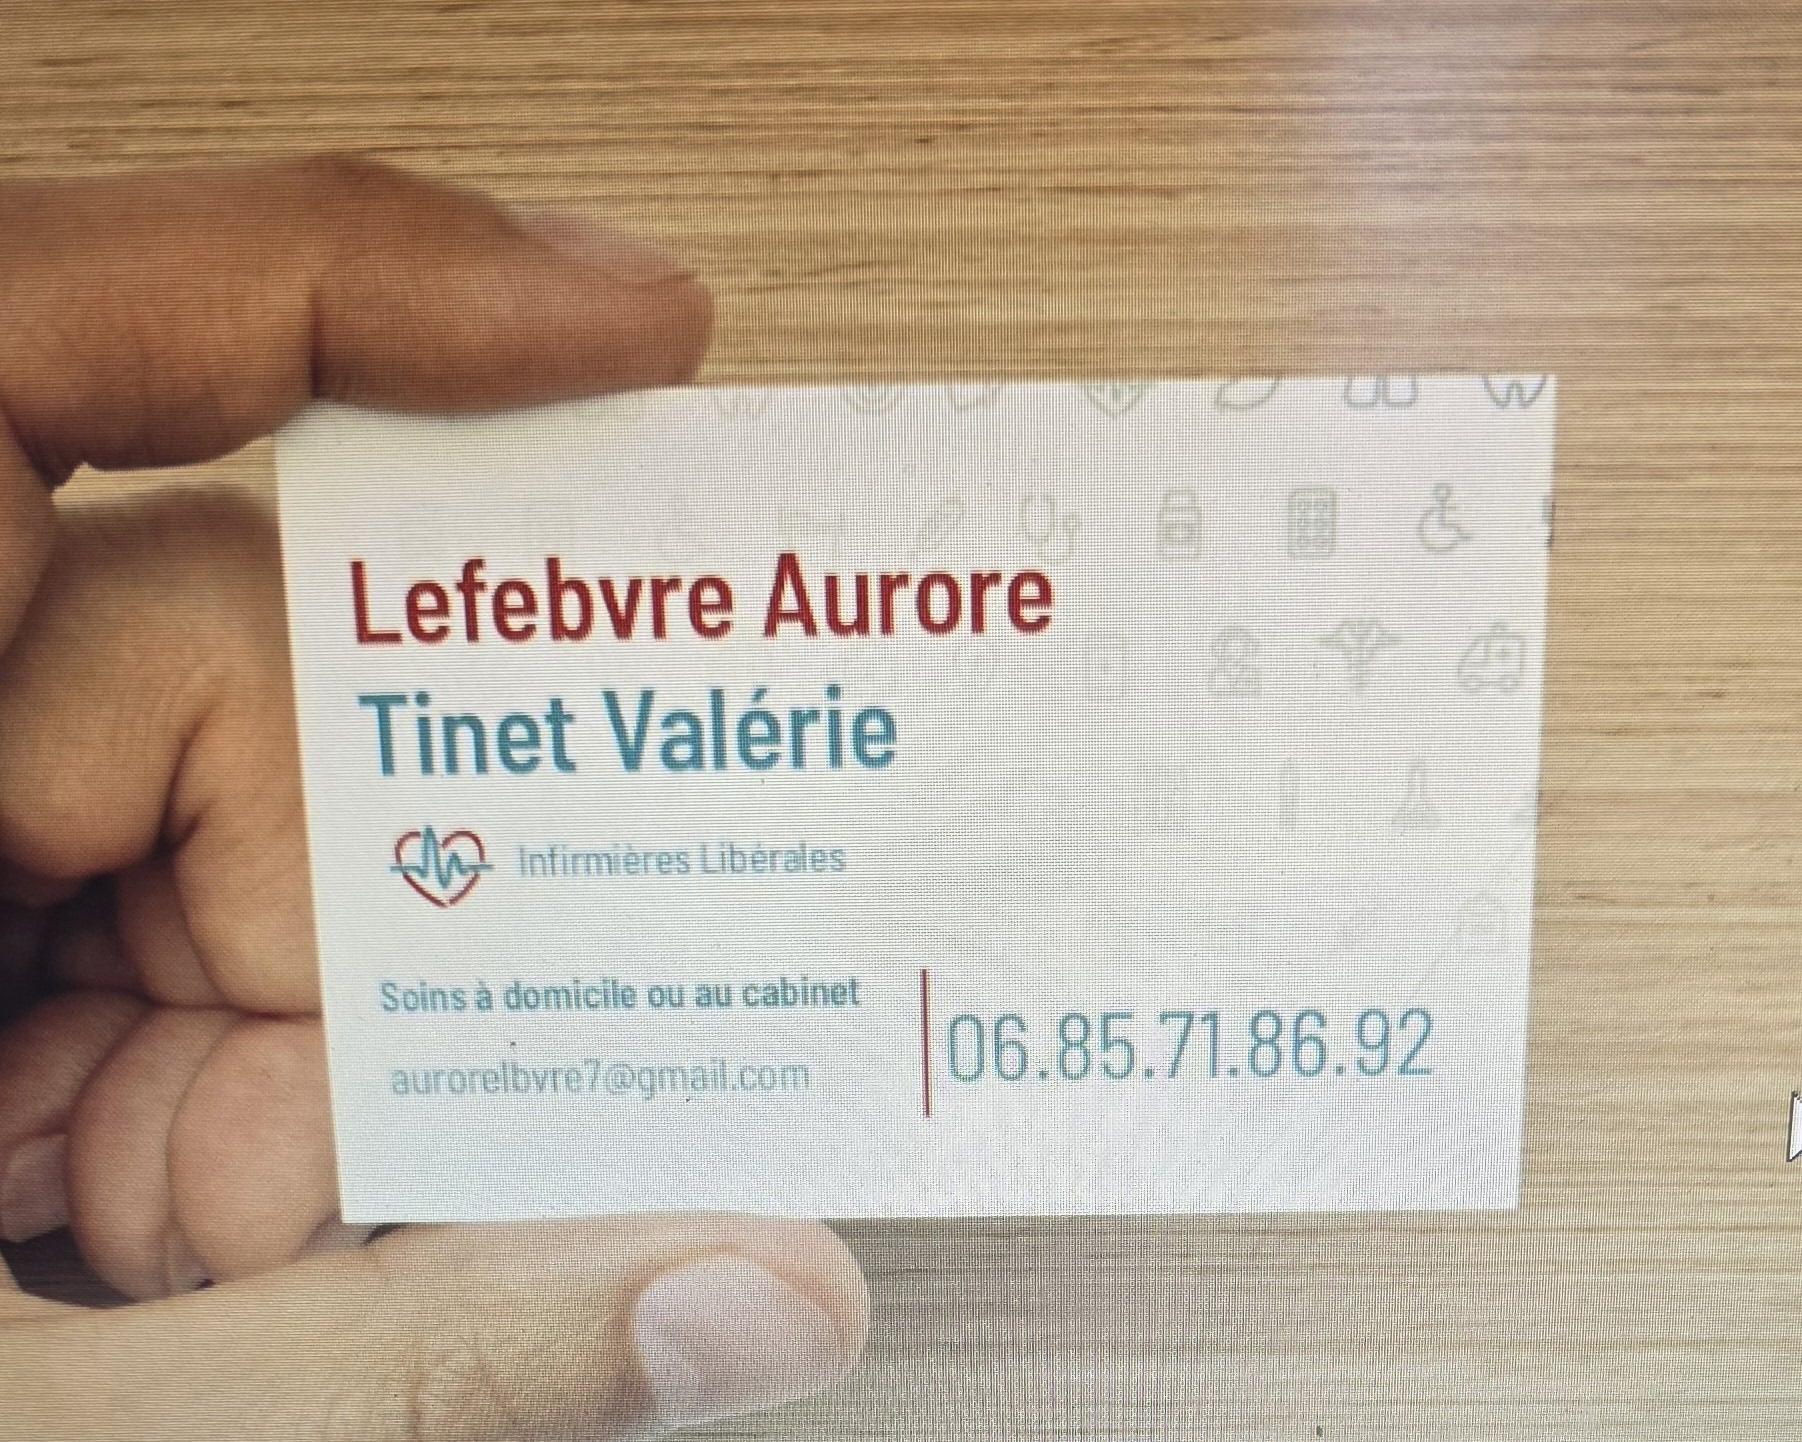 Lefebvre Aurore
Tinet Valérie
Infirmières Libérales
Soins à domicile ou au cabinet
aurorelbvre7@gmail.com
06.85.71.86.92